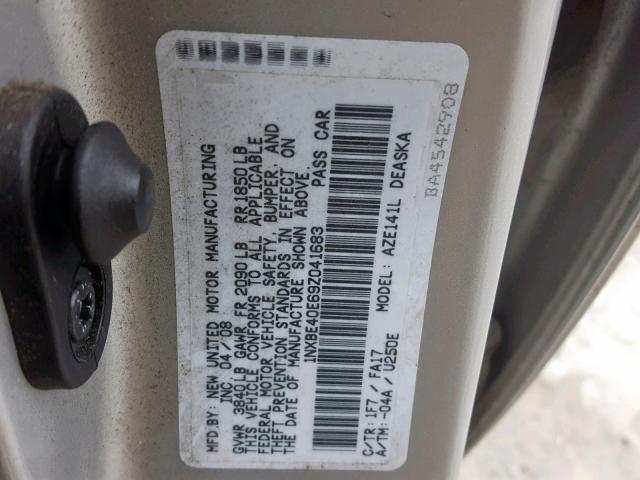 MFD.BY: NEW UNITED MOTOR MANUFACTURING
INC. 04/08
GVWR 3840LB GAWR FR 2090LB RR1850LB
THIS VEHICLE CONFORMS TO ALL APPLICABLE
FEDERAL MOTOR VEHICLE SAFETY, BUMPER, AND
THEFT PREVENTION STANDARDS IN EFFECT ON
THE DATE OF MANUFACTURE SHOWN ABOVE.
1NXBE40E69Z041683 PASS CAR
C/TR: 1F7 / FA17 MODEL: AZE141L DEASKA
A/TM: -04A / U250E
BA4542908